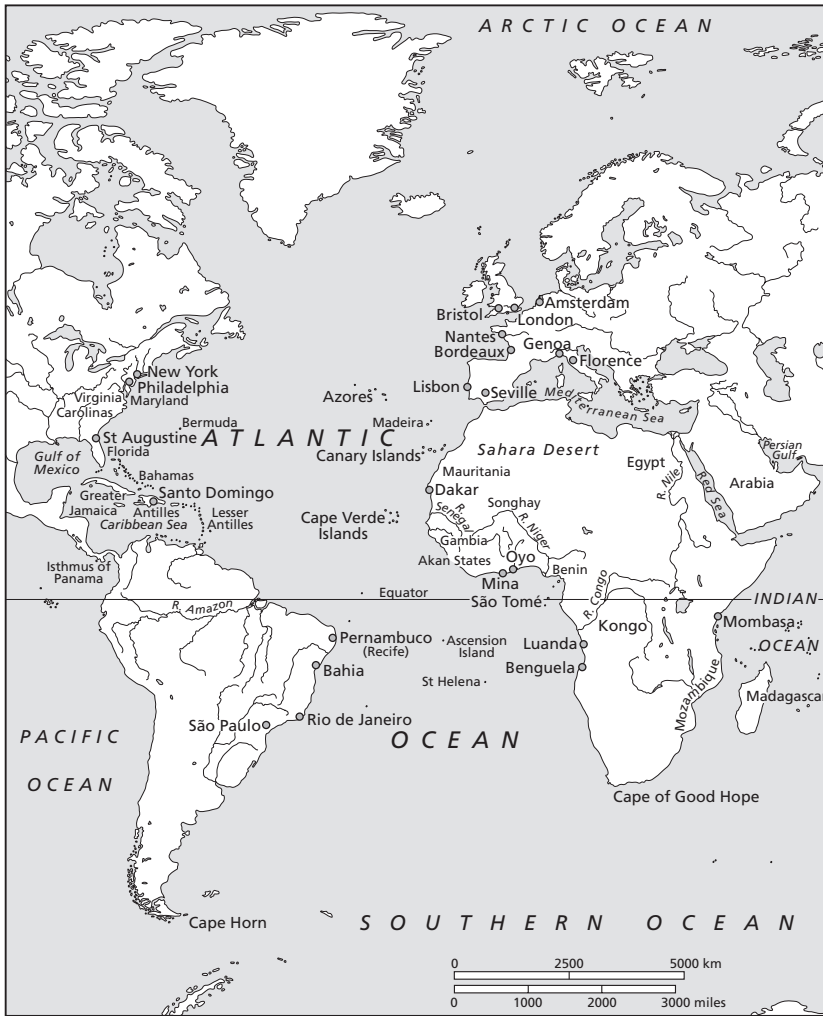 ARCTIC OCEAN
Amsterdam
Bristol
London
Nantes
Genoa
Bordeaux
Florence
New York
Philadelphia
Lisbon
Seville
Virginia
Maryland
Carolinas
Azores
Mediterranean Sea
Bermuda
Madeira
St Augustine
ATLANTIC
Florida
Gulf of
Mexico
Canary Islands
Sahara Desert
Egypt
Persian
Gulf
Bahamas
Mauritania
R. Nile
Red Sea
Arabia
Greater
Santo Domingo
Dakar
Songhay
Jamaica
Antilles
Lesser
Antilles
R.
Senegal
R. Niger
Caribbean Sea
Cape Verde
Islands
Gambia
Oyo
Akan States
Benin
Isthmus of
Panama
Mina
São Tomé
R. Congo
Equator
INDIAN
R. Amazon
Kongo
Mombasa
Pernambuco
(Recife)
Ascension
Island
Luanda
OCEAN
Bahia
Benguela
St Helena
Mozambique
Madagascar
São Paulo
Rio de Janeiro
PACIFIC
OCEAN
OCEAN
Cape of Good Hope
Cape Horn
SOUTHERN OCEAN
0 2500 5000 km
0 1000 2000 3000 miles